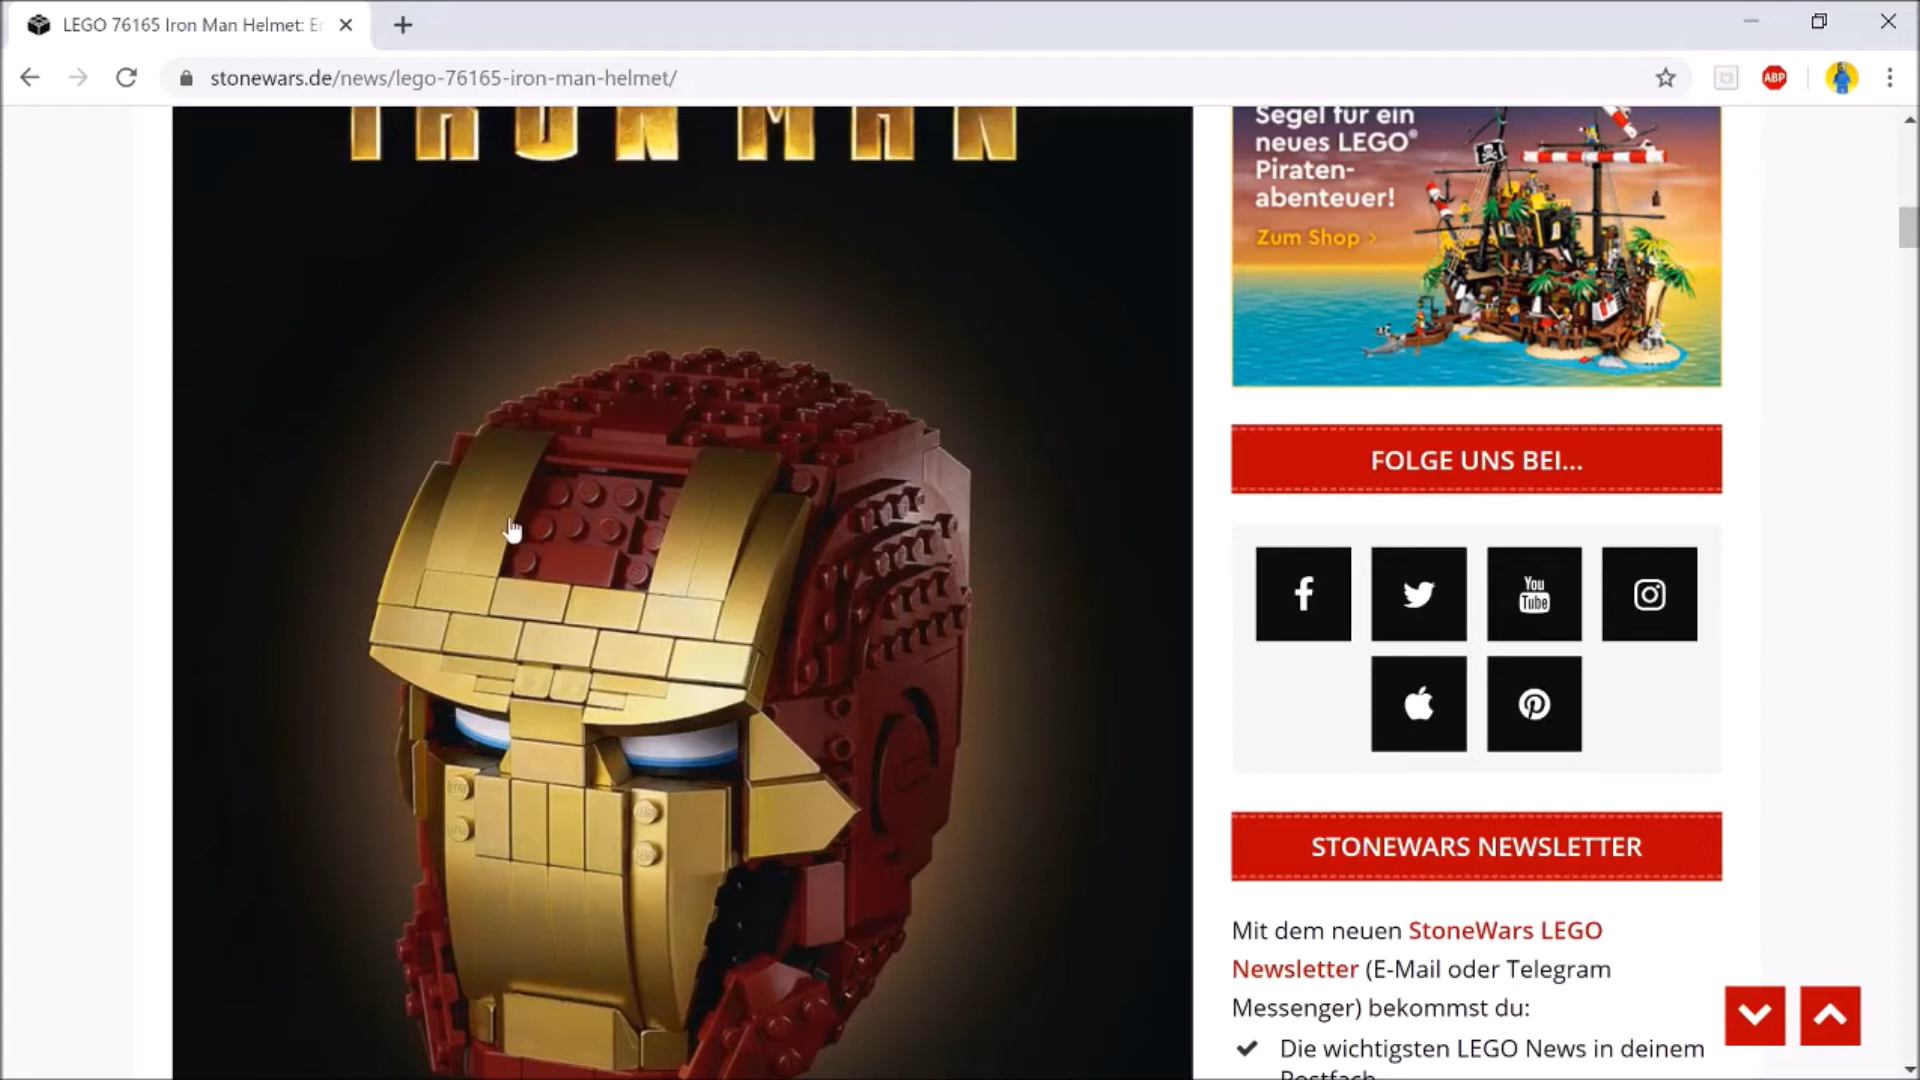 LEGO 76165 Iron Man Helmet: Er
stonewars.de/news/lego-76165-iron-man-helmet/
ABP
IRON MAN
Segel für ein
neues LEGO®
Piraten-
abenteuer!
Zum Shop >
FOLGE UNS BEI...
You
Tube
STONEWARS NEWSLETTER
Mit dem neuen StoneWars LEGO
Newsletter (E-Mail oder Telegram
Messenger) bekommst du:
Die wichtigsten LEGO News in deinem
Postfach